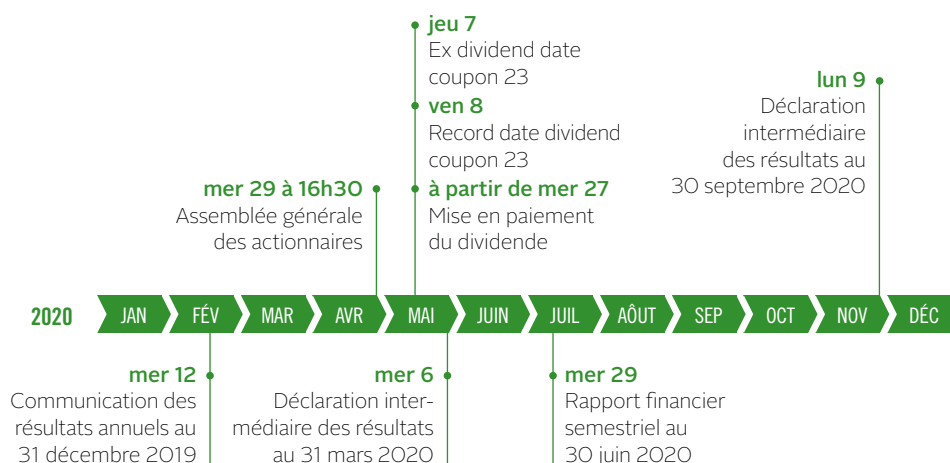 jeu 7
Ex dividend date
coupon 23
ven 8
Record date dividend
coupon 23
à partir de mer 27
Mise en paiement
du dividende
lun 9
Déclaration
intermédiaire
des résultats au
30 septembre 2020
mer 29 à 16h30
Assemblée générale
des actionnaires
2020 JAN FÉV MAR AVR MAI JUIN JUIL AÔUT SEP OCT NOV DÉC
mer 12
Communication des
résultats annuels au
31 décembre 2019
mer 6
Déclaration inter-
médiaire des résultats
au 31 mars 2020
mer 29
Rapport financier
semestriel au
30 juin 2020